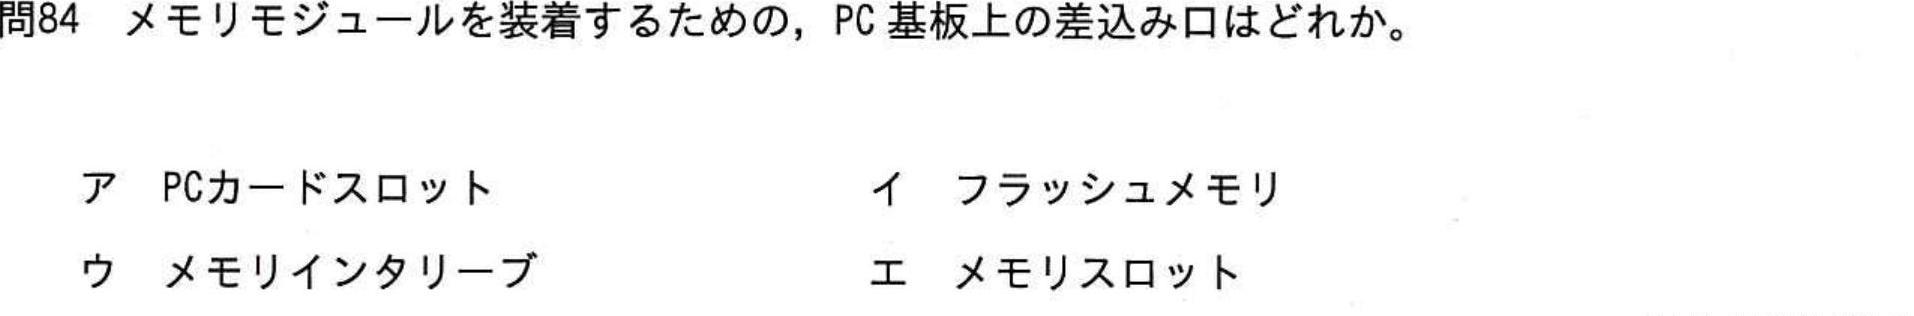 問84　メモリモジュールを装着するための，PC 基板上の差込み口はどれか。
ア　PCカードスロット　　イ　フラッシュメモリ
ウ　メモリインタリーブ　　エ　メモリスロット